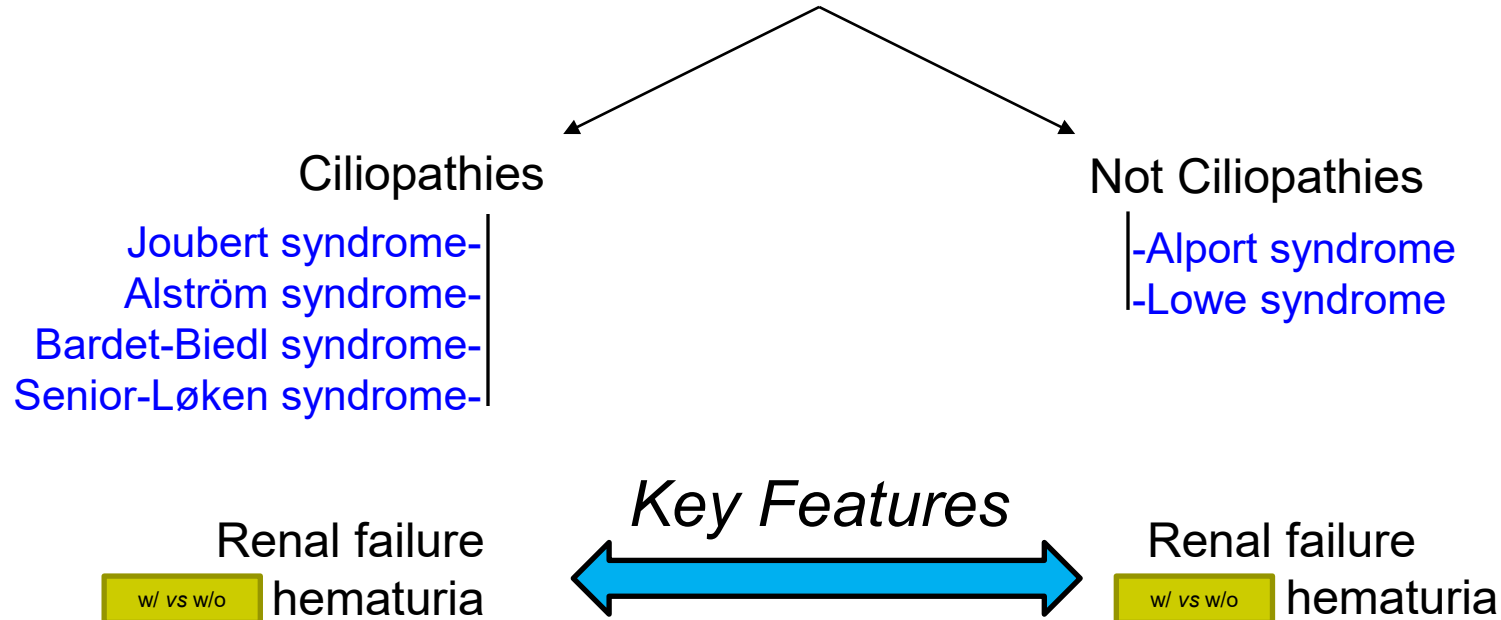 Ciliopathies
Joubert syndrome-
Alström syndrome-
Bardet-Biedl syndrome-
Senior-Løken syndrome-
Not Ciliopathies
-Alport syndrome
-Lowe syndrome
Key Features
Renal failure
w/ vs w/o hematuria
Renal failure
w/ vs w/o hematuria